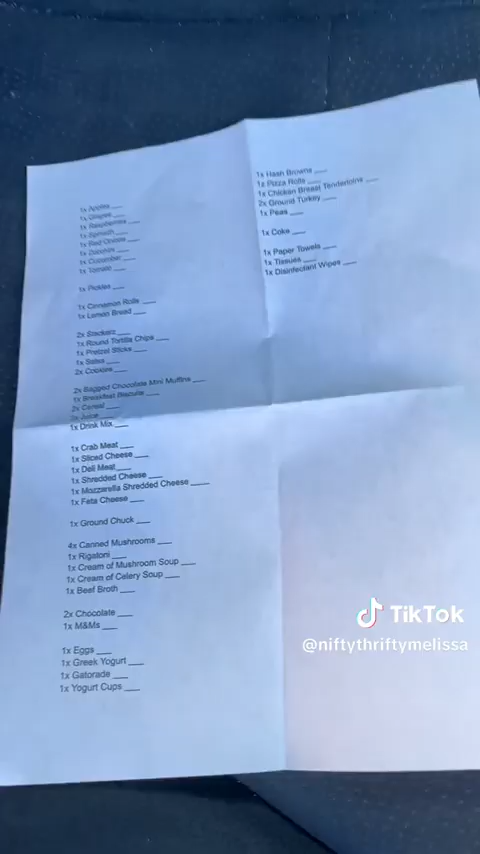 1x Apples ___
1x Grapes ___
1x Raspberries ___
1x Spinach ___
1x Red Onions ___
1x Zucchini ___
1x Cucumber ___
1x Tomato ___
1x Pickles ___
1x Cinnamon Rolls ___
1x Lemon Bread ___
2x Stackerz ___
1x Round Tortilla Chips ___
1x Pretzel Sticks ___
1x Salsa ___
2x Cookies ___
2x Bagged Chocolate Mini Muffins ___
1x Breakfast Biscuits ___
2x Cereal ___
Juice ___
1x Drink Mix ___
1x Crab Meat ___
1x Sliced Cheese ___
1x Deli Meat ___
1x Shredded Cheese ___
1x Mozzarella Shredded Cheese ___
1x Feta Cheese ___
1x Ground Chuck ___
4x Canned Mushrooms ___
1x Rigatoni ___
1x Cream of Mushroom Soup ___
1x Cream of Celery Soup ___
1x Beef Broth ___
2x Chocolate ___
1x M&Ms ___
1x Eggs ___
1x Greek Yogurt ___
1x Gatorade ___
1x Yogurt Cups ___
1x Hash Browns ___
1x Pizza Rolls ___
1x Chicken Breast Tenderloins ___
2x Ground Turkey ___
1x Peas ___
1x Coke ___
1x Paper Towels ___
1x Tissues ___
1x Disinfectant Wipes ___
TikTok
@niftythriftymelissa